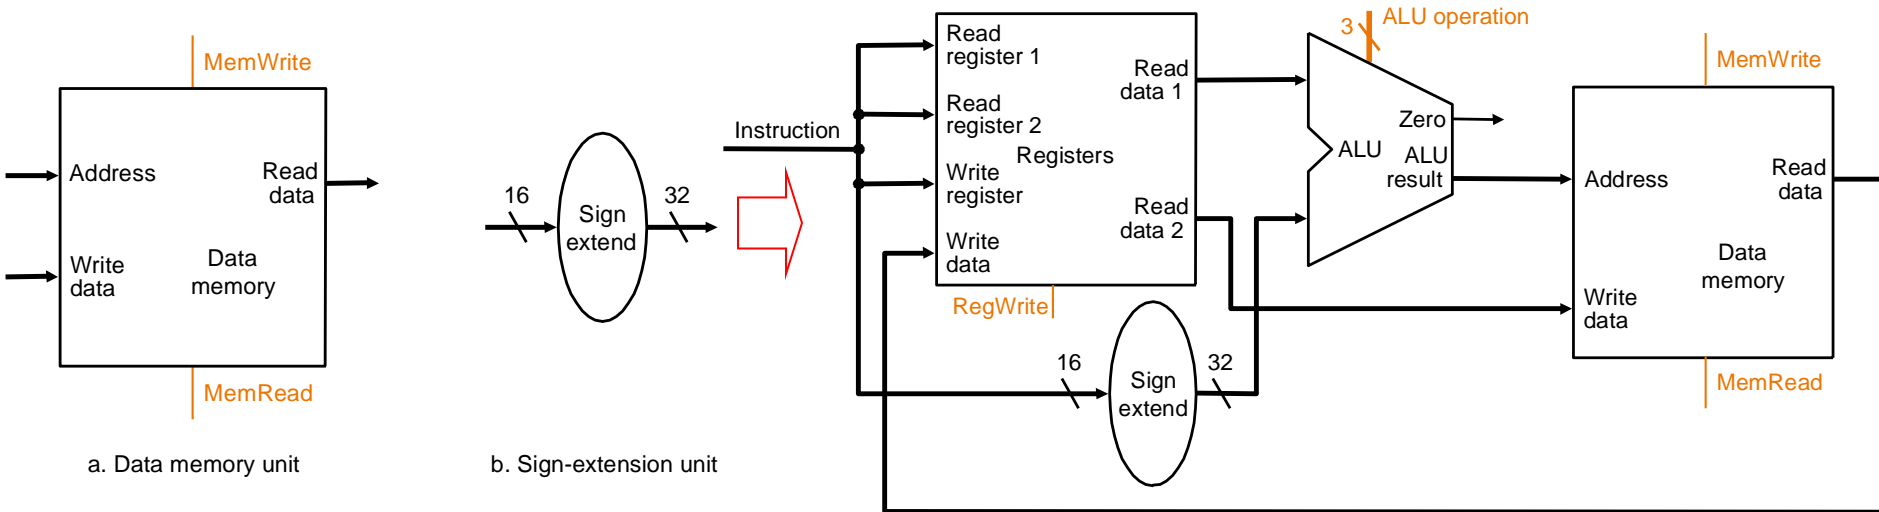 MemWrite
Address
Read
data
Write
data
Data
memory
MemRead
a. Data memory unit
16
Sign
extend
32
b. Sign-extension unit
Instruction
Read
register 1
Read
register 2
Write
register
Write
data
Registers
Read
data 1
Read
data 2
RegWrite
16
Sign
extend
32
3
ALU operation
Zero
ALU
ALU
result
MemWrite
Address
Read
data
Write
data
Data
memory
MemRead